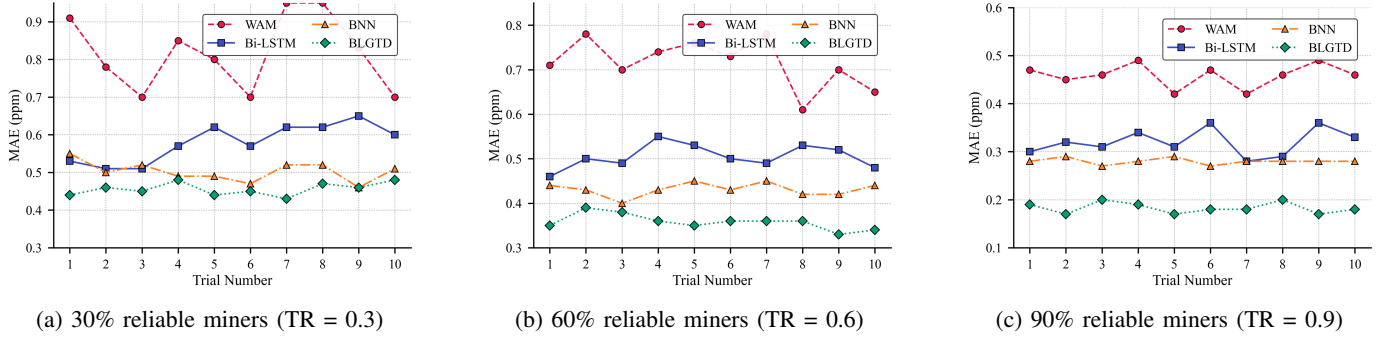 MAE (ppm)
0.9
0.8
0.7
0.6
0.5
0.4
0.3
WAM
Bi-LSTM
BNN
BLGTD
1 2 3 4 5 6 7 8 9 10
Trial Number
(a) 30% reliable miners (TR = 0.3)
MAE (ppm)
0.8
0.7
0.6
0.5
0.4
0.3
WAM
Bi-LSTM
BNN
BLGTD
1 2 3 4 5 6 7 8 9 10
Trial Number
(b) 60% reliable miners (TR = 0.6)
MAE (ppm)
0.6
0.5
0.4
0.3
0.2
0.1
WAM
Bi-LSTM
BNN
BLGTD
1 2 3 4 5 6 7 8 9 10
Trial Number
(c) 90% reliable miners (TR = 0.9)